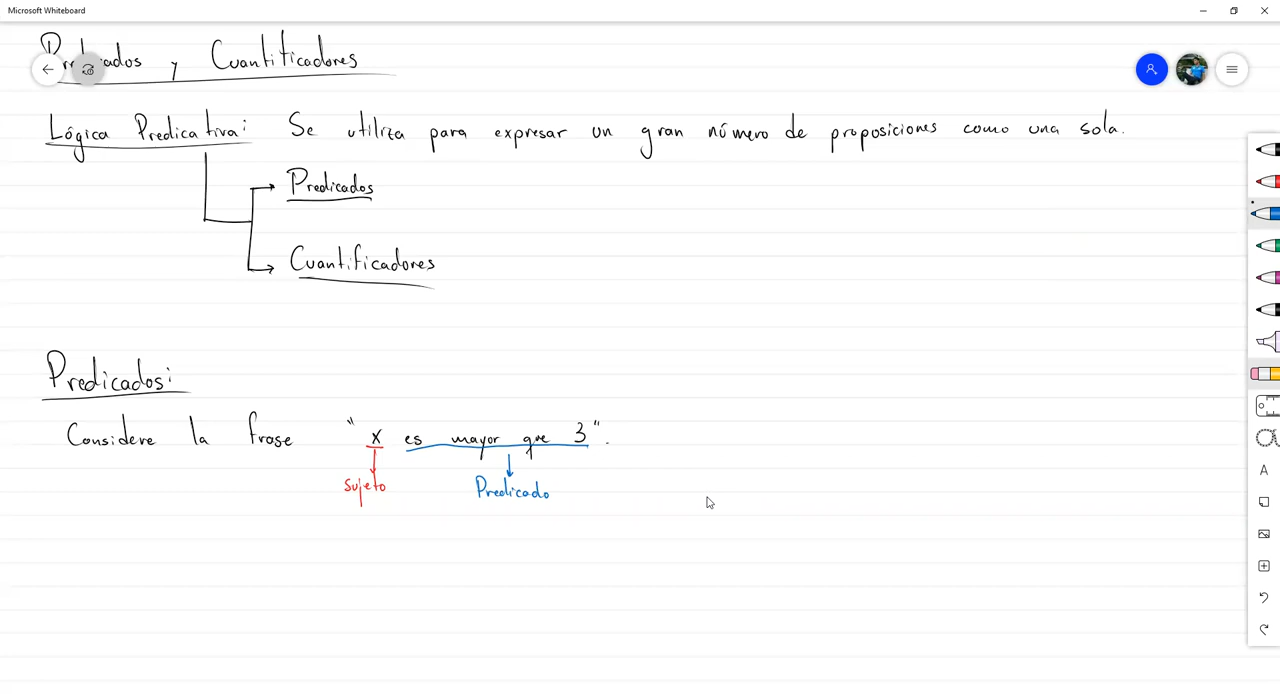 Microsoft Whiteboard
y Cuantificadores
Lógica Predicativa: Se utiliza para expresar un gran número de proposiciones como una sola.
Predicados
Cuantificadores
Predicados:
Considere la frase "x es mayor que 3".
Sujeto Predicado